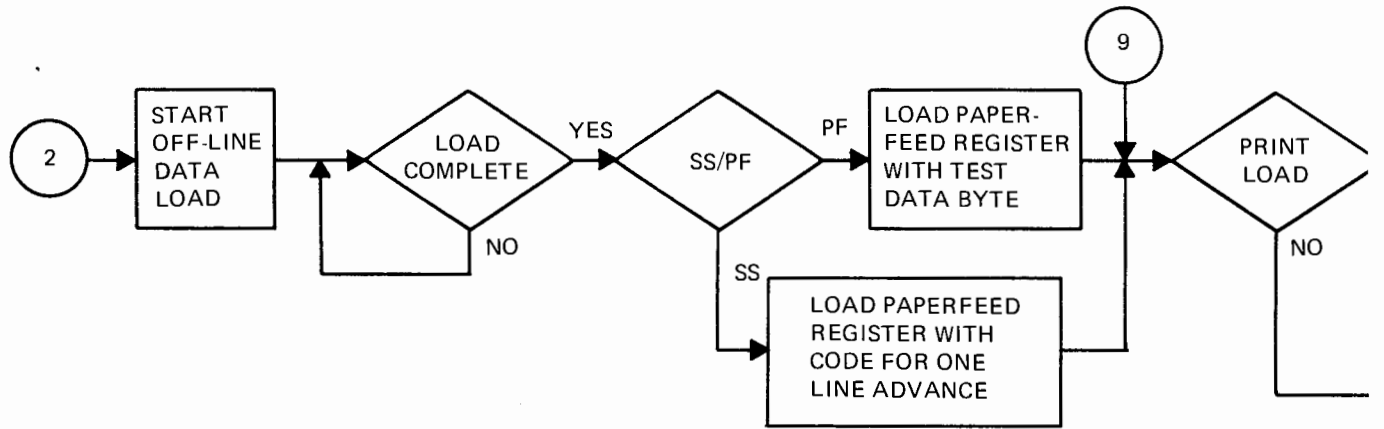 2
START
OFF-LINE
DATA
LOAD
LOAD
COMPLETE
YES
NO
SS/PF
PF
SS
LOAD PAPER-
FEED REGISTER
WITH TEST
DATA BYTE
LOAD PAPERFEED
REGISTER WITH
CODE FOR ONE
LINE ADVANCE
9
PRINT
LOAD
NO